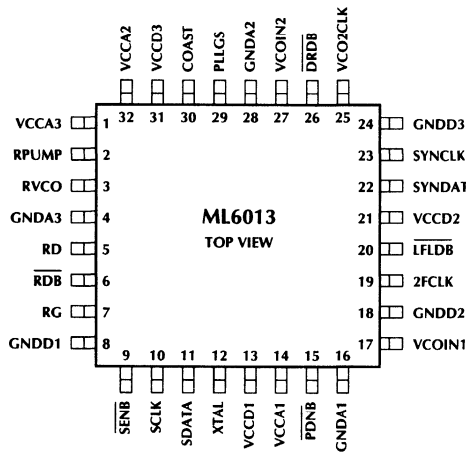 VCCA2
VCCD3
COAST
PLLGS
GNDA2
VCOIN2
DRDB
VCO2CLK
32 31 30 29 28 27 26 25
VCCA3 1
RPUMP 2
RVCO 3
GNDA3 4
RD 5
RDB 6
RG 7
GNDD1 8
ML6013
TOP VIEW
24 GNDD3
23 SYNCLK
22 SYNDAT
21 VCCD2
20 LFLDB
19 2FCLK
18 GNDD2
17 VCOIN1
9 10 11 12 13 14 15 16
SENB
SCLK
SDATA
XTAL
VCCD1
VCCA1
PDNB
GNDA1